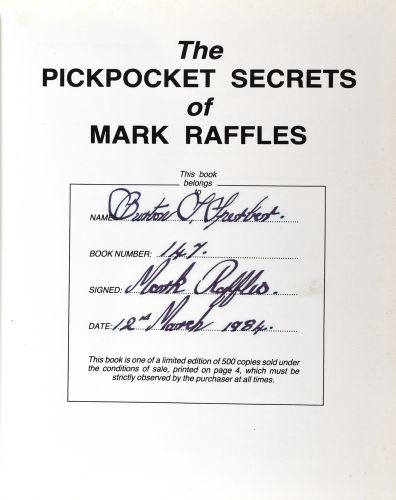 The
PICKPOCKET SECRETS
of
MARK RAFFLES
This book
belongs
to
NAME Burton
BOOK NUMBER: 147.
SIGNED: Mark Raffles.
DATE: 12nd March 1984.
This book is one of a limited edition of 500 copies sold under
the conditions of sale, printed on page 4, which must be
strictly observed by the purchaser at all times.